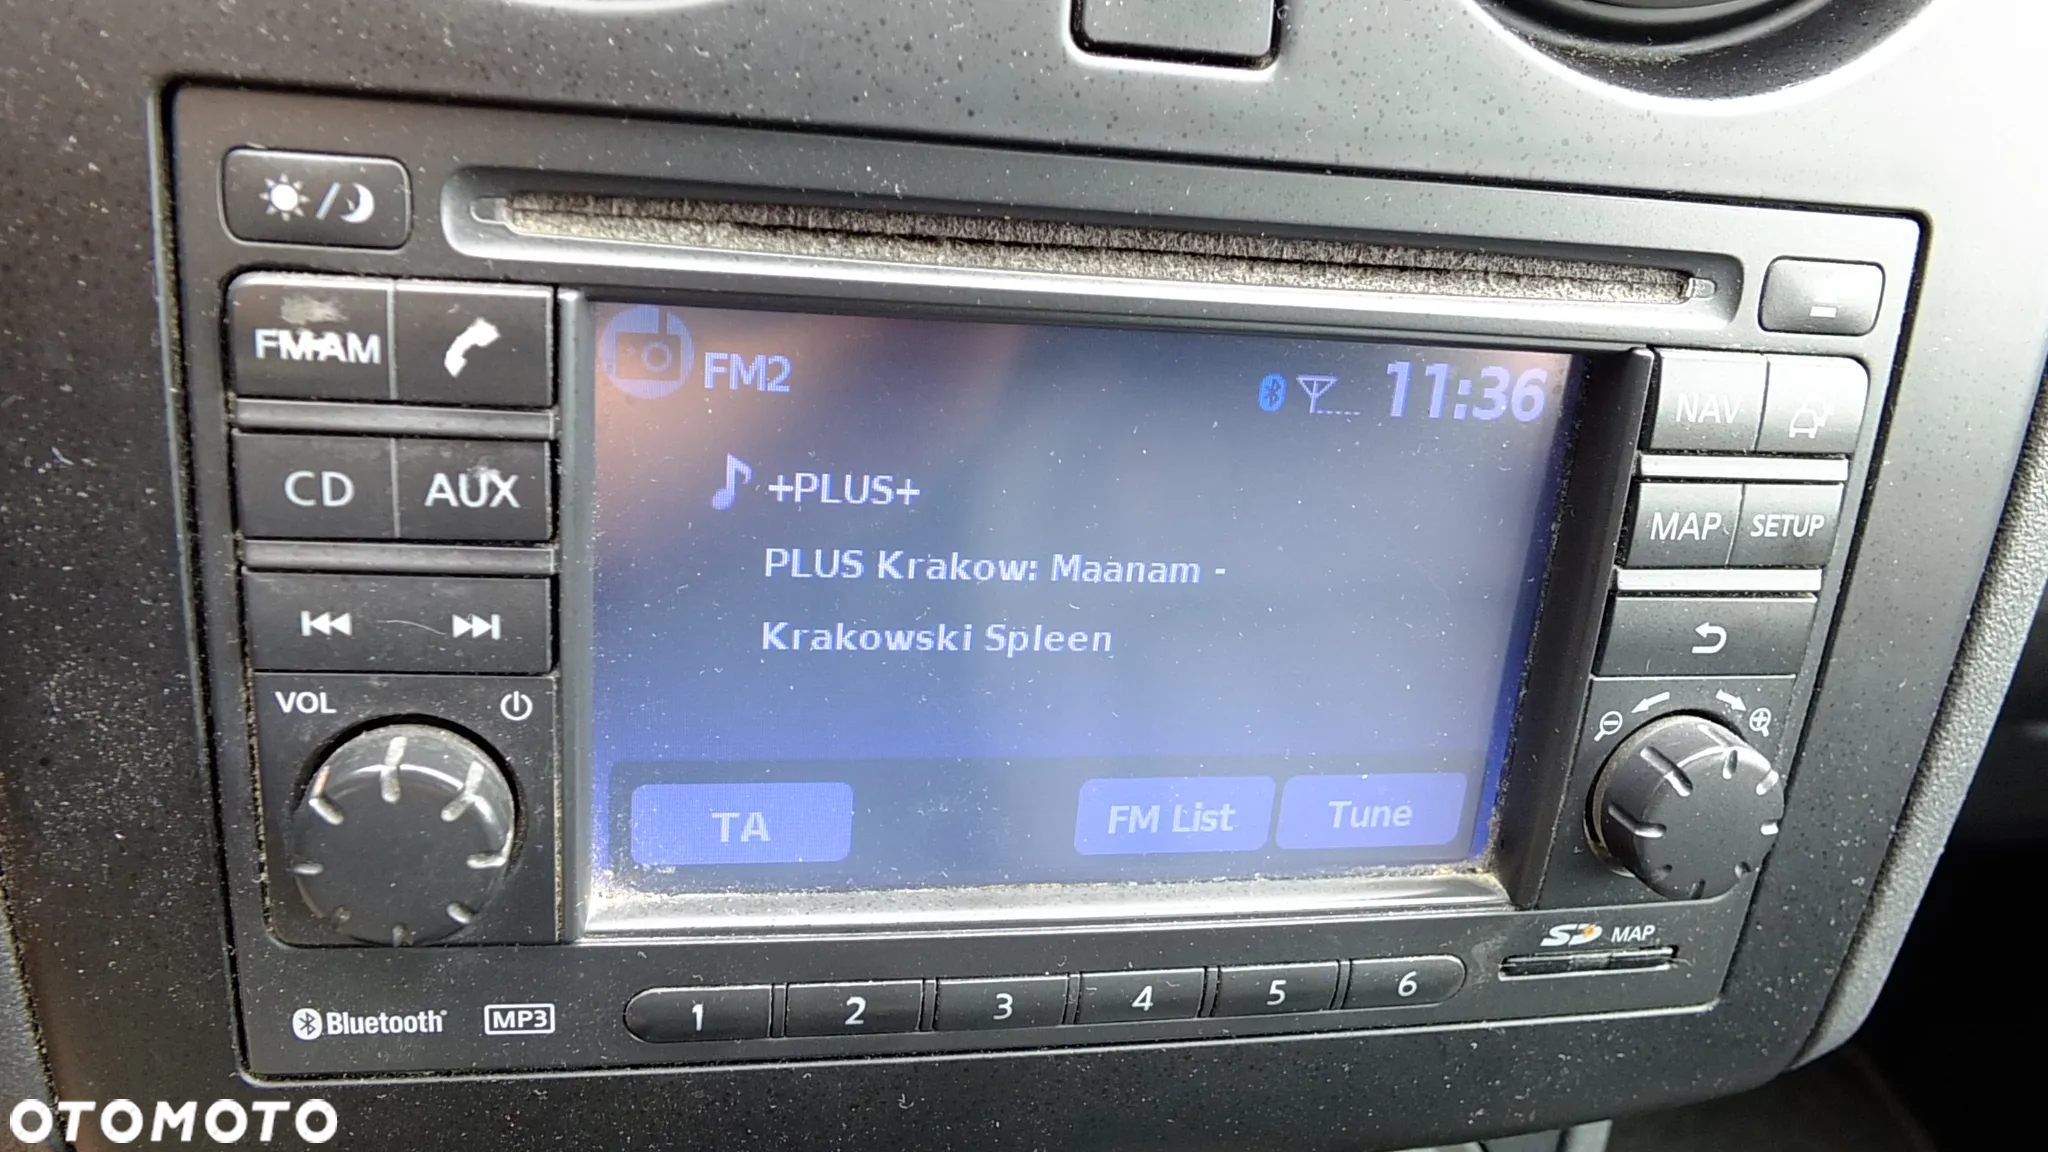 FM·AM
CD
AUX
VOL
FM2
11:36
+PLUS+
PLUS Krakow: Maanam -
Krakowski Spleen
TA
FM List
Tune
NAV
MAP
SETUP
SD MAP
Bluetooth
MP3
1
2
3
4
5
6
OTOMOTO